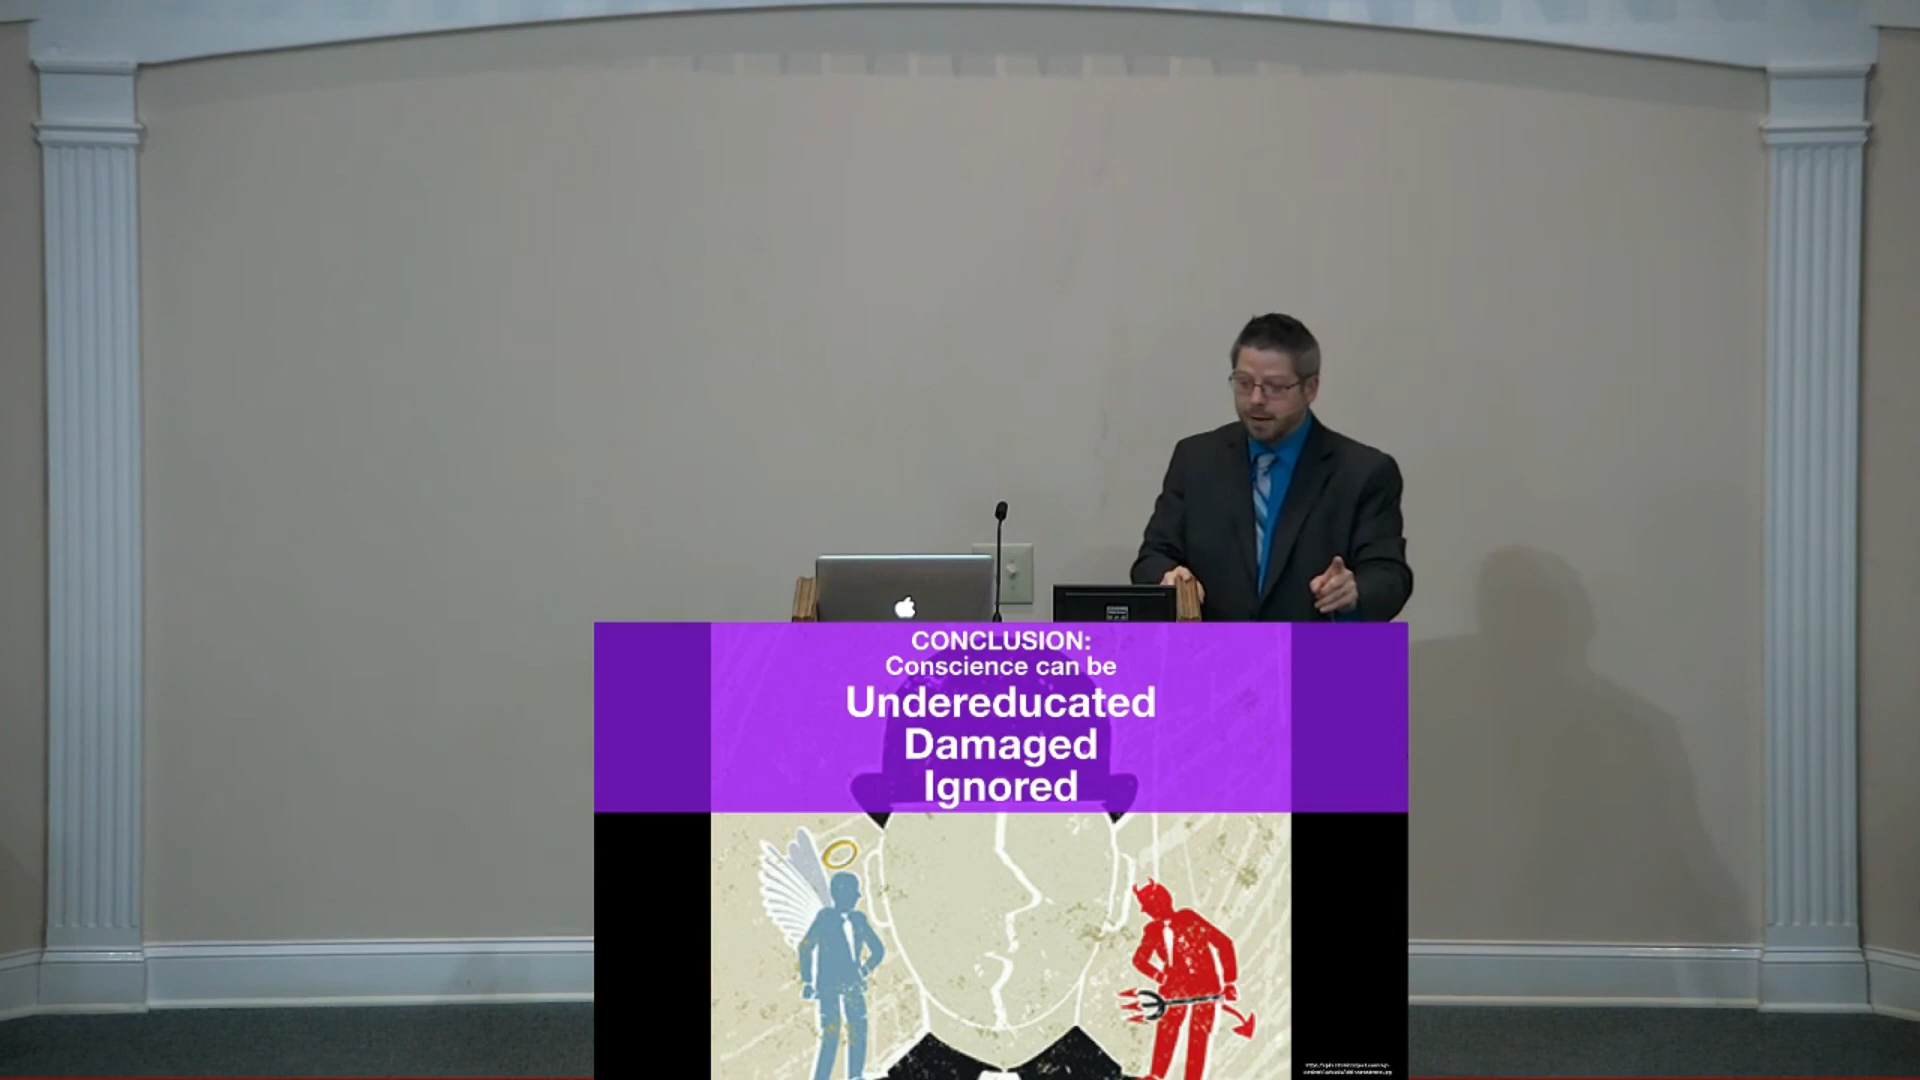 CONCLUSION:
Conscience can be
Undereducated
Damaged
Ignored